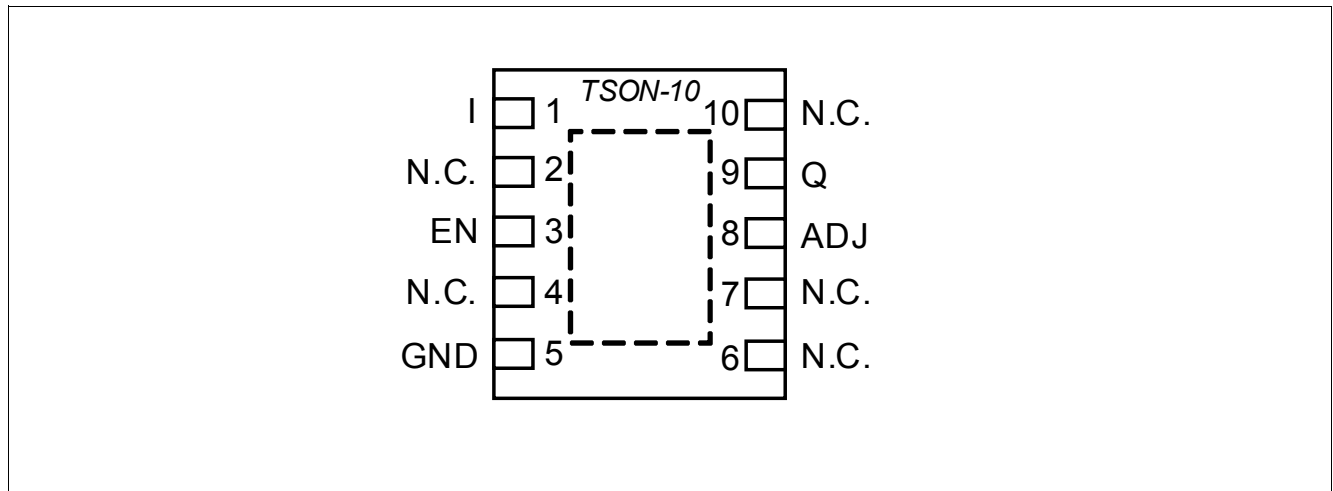 TSON-10
I 1 10 N.C.
N.C. 2 9 Q
EN 3 8 ADJ
N.C. 4 7 N.C.
GND 5 6 N.C.